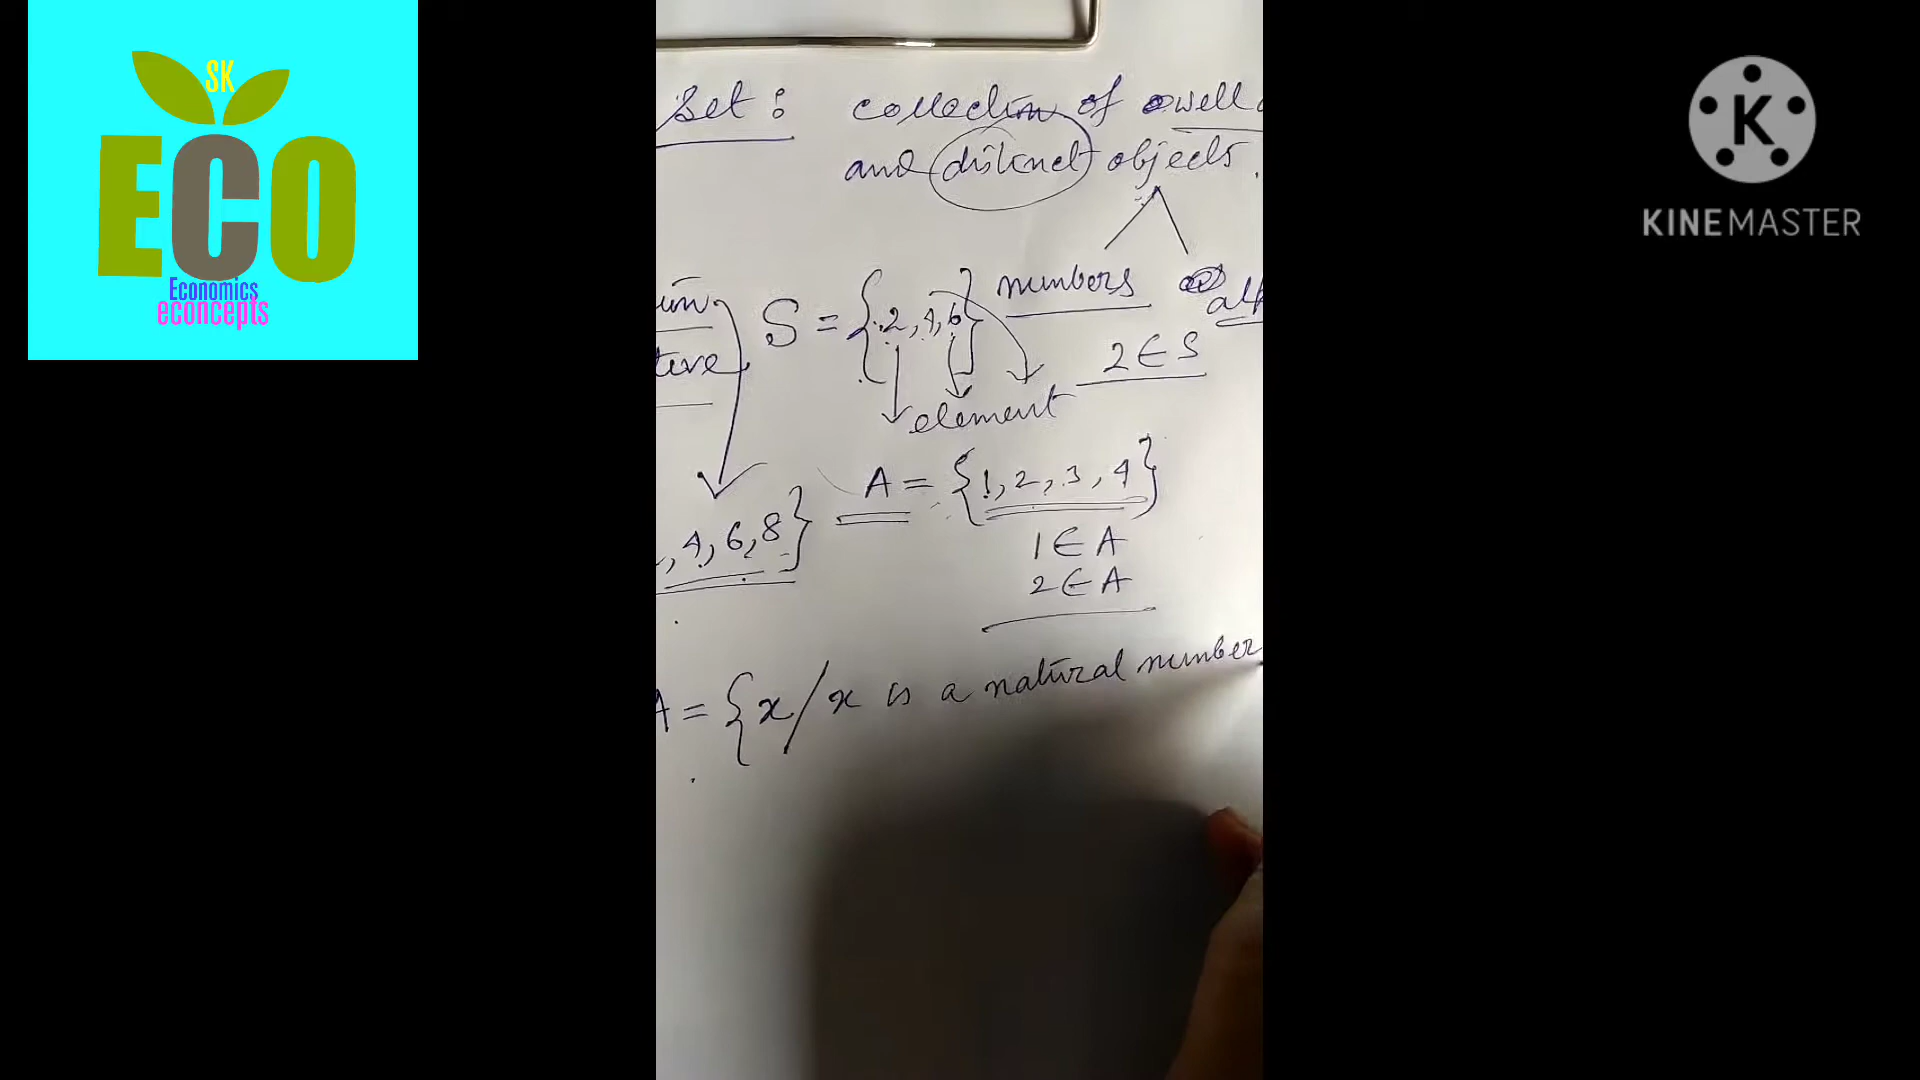 SK
ECO
Economics
econcepts
KINEMASTER
Set : collection of well
and distinct objects.
numbers
S = {2, 4, 6}
2 ∈ S
element
A = {1, 2, 3, 4}
, 4, 6, 8}
1 ∈ A
2 ∈ A
A = {x / x is a natural number